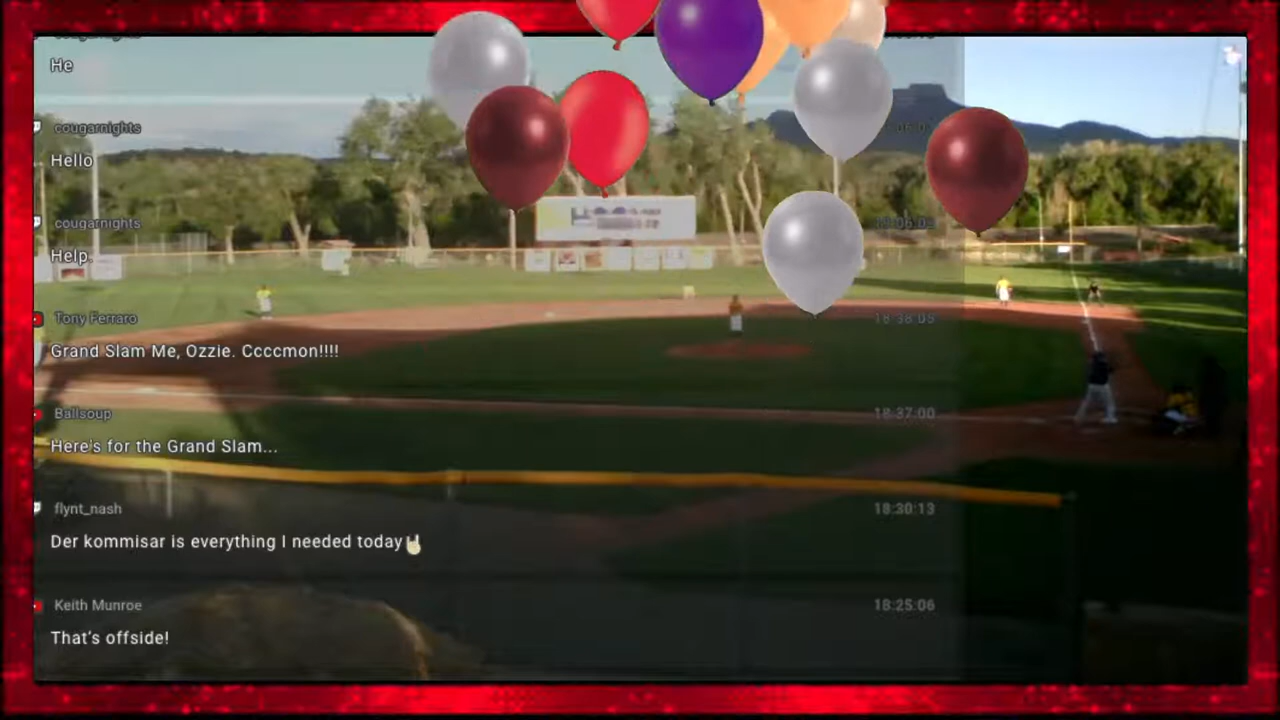 He
cougarnights
Hello
cougarnights
Help.
Tony Ferraro 18:38:05
Grand Slam Me, Ozzie. Ccccmon!!!!
Ballsoup 18:37:00
Here's for the Grand Slam...
flynt_nash 18:30:13
Der kommisar is everything I needed today🤘
Keith Munroe 18:25:06
That's offside!